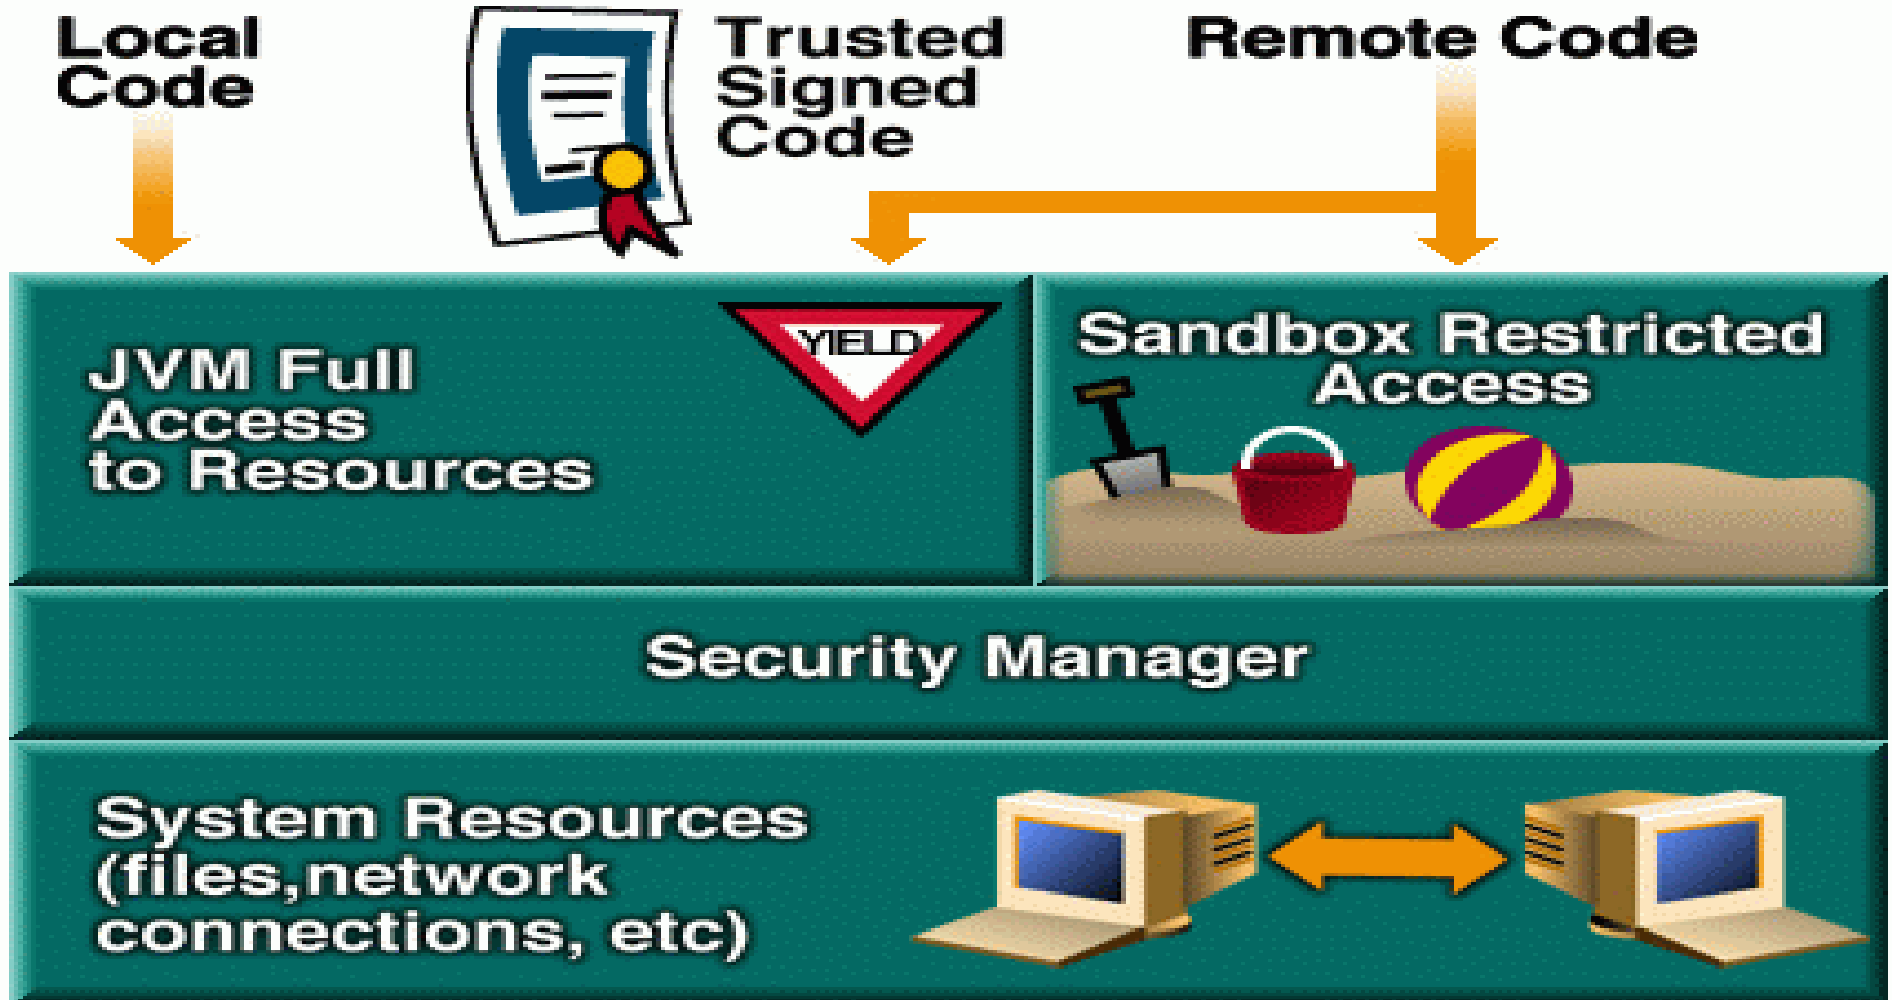 Local
Code
Trusted
Signed
Code
Remote Code
JVM Full
Access
to Resources
YIELD
Sandbox Restricted
Access
Security Manager
System Resources
(files,network
connections, etc)